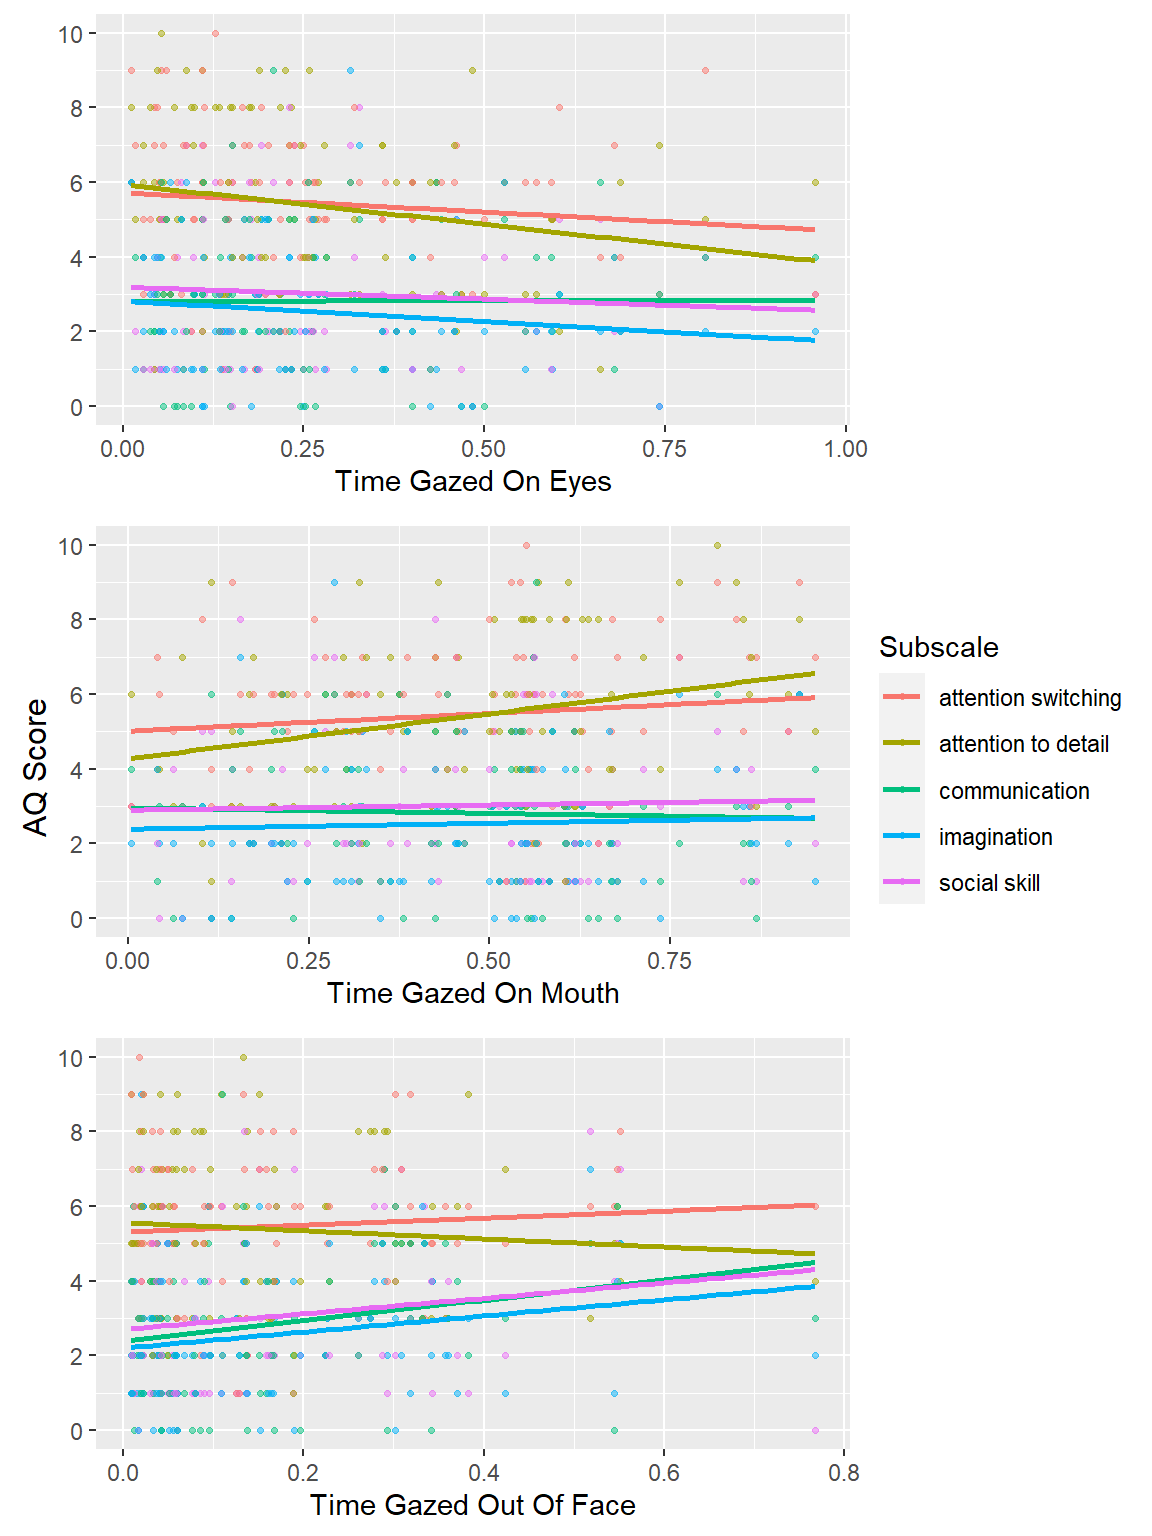 10
8
6
4
2
0
0.00 0.25 0.50 0.75 1.00
Time Gazed On Eyes
10
8
6
4
2
0
AQ Score
0.00 0.25 0.50 0.75
Time Gazed On Mouth
Subscale
attention switching
attention to detail
communication
imagination
social skill
10
8
6
4
2
0
0.0 0.2 0.4 0.6 0.8
Time Gazed Out Of Face